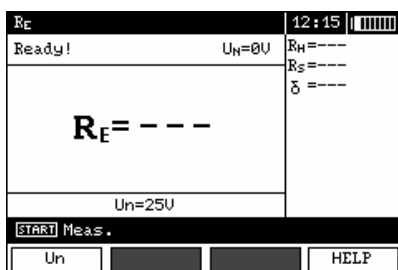 RE 12:15
Ready! UN=0V
RH=---
RS=---
δ =---
RE= - - -
Un=25V
START Meas.
Un HELP